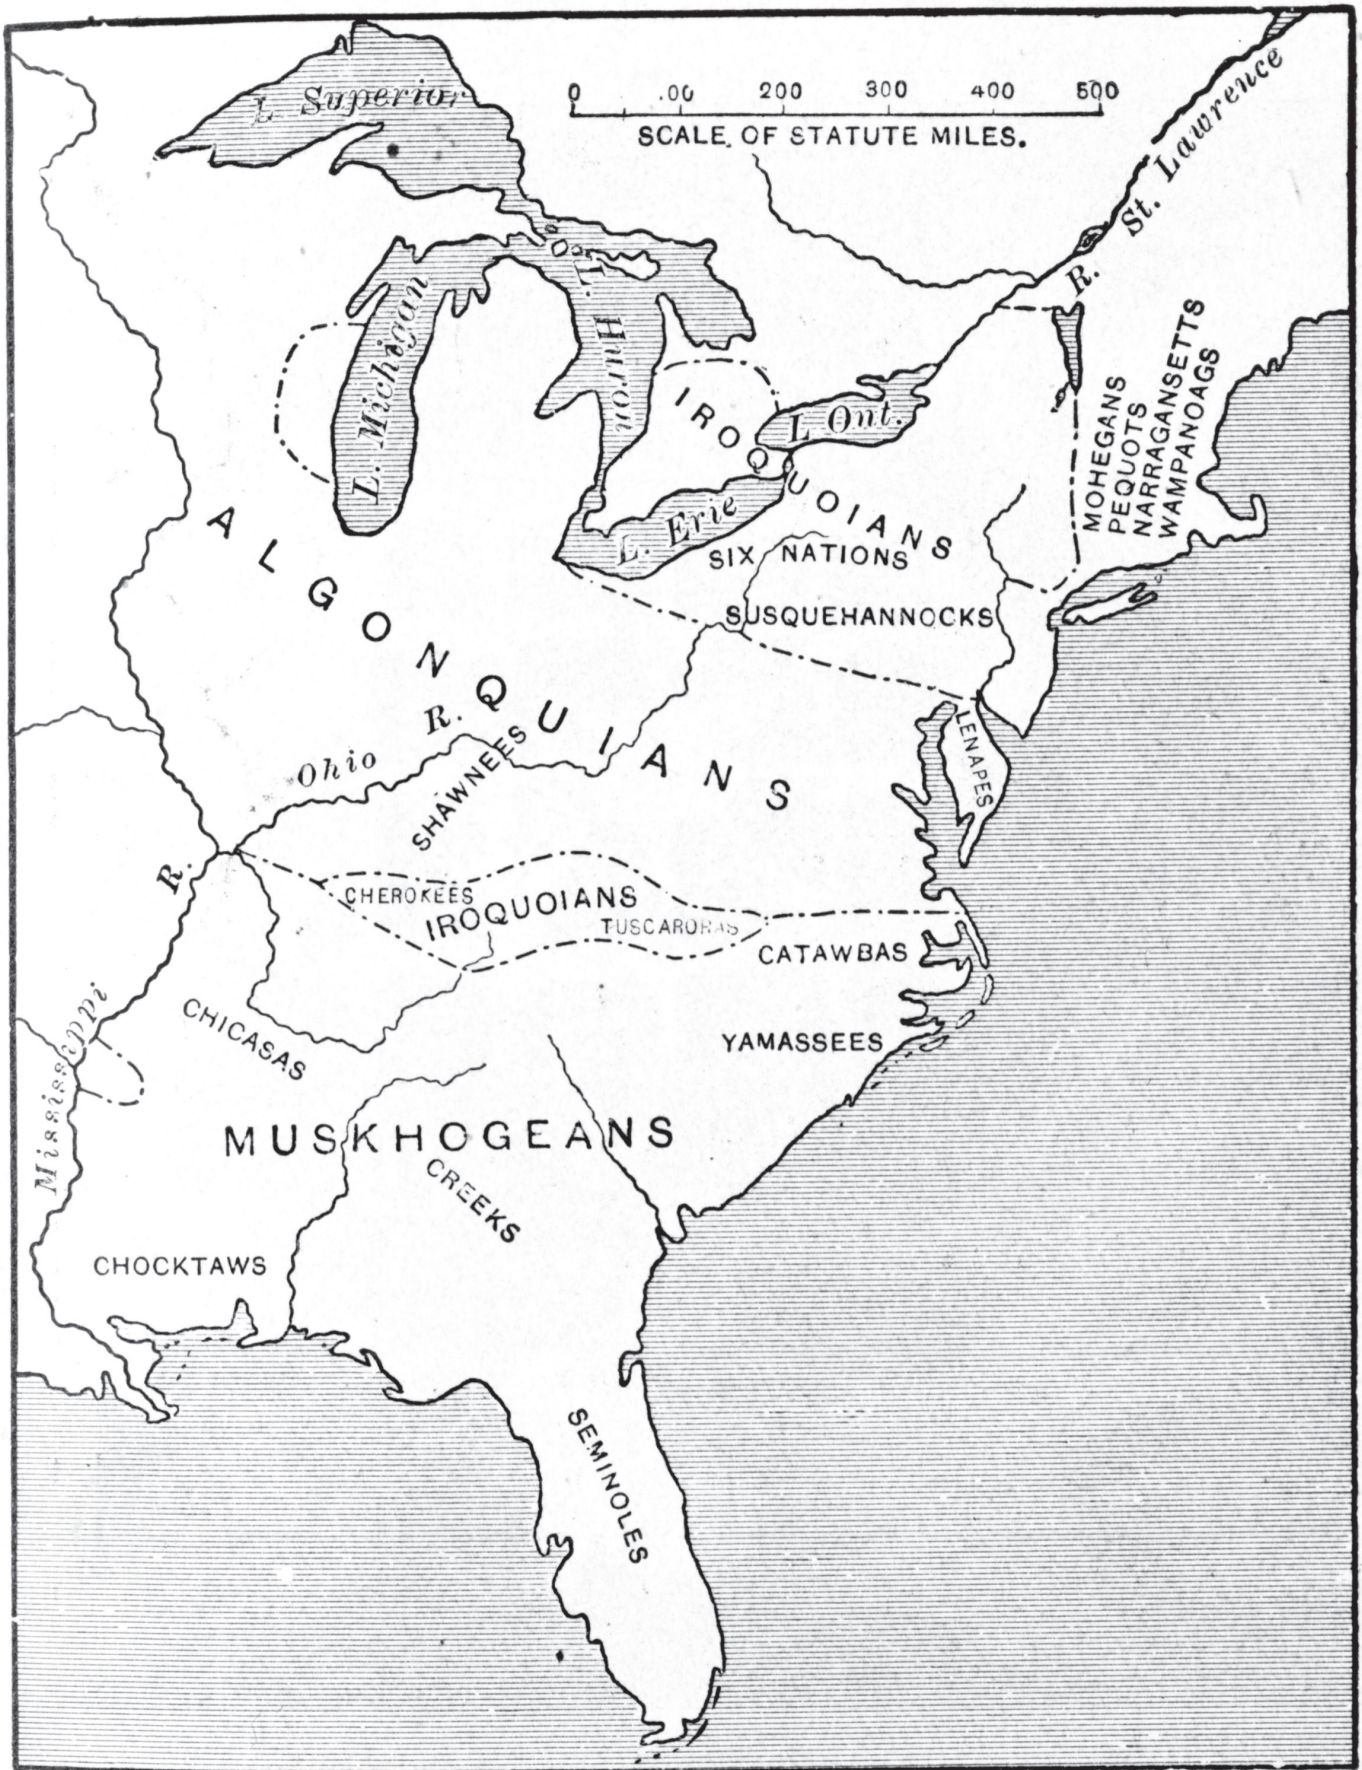 L. Superior
0 100 200 300 400 500
SCALE OF STATUTE MILES.
R. St. Lawrence
L. Michigan
L. Huron
L. Ont.
L. Erie
IROQUOIANS
SIX NATIONS
SUSQUEHANNOCKS
MOHEGANS
PEQUOTS
NARRAGANSETTS
WAMPANOAGS
ALGONQUIANS
Ohio R.
SHAWNEES
LENAPES
CHEROKEES
IROQUOIANS
TUSCARORAS
CATAWBAS
YAMASSEES
Mississippi R.
CHICASAS
MUSKHOGEANS
CREEKS
CHOCKTAWS
SEMINOLES